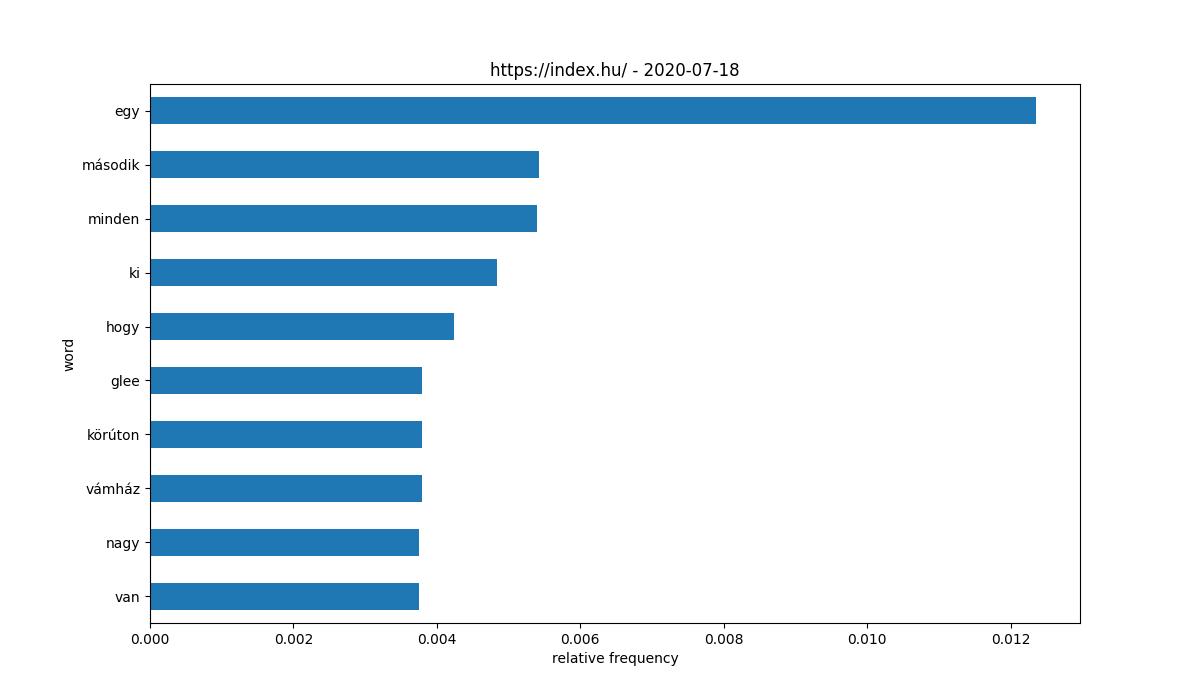 https://index.hu/ - 2020-07-18
egy
második
minden
ki
hogy
glee
körúton
vámház
nagy
van
word
0.000 0.002 0.004 0.006 0.008 0.010 0.012
relative frequency